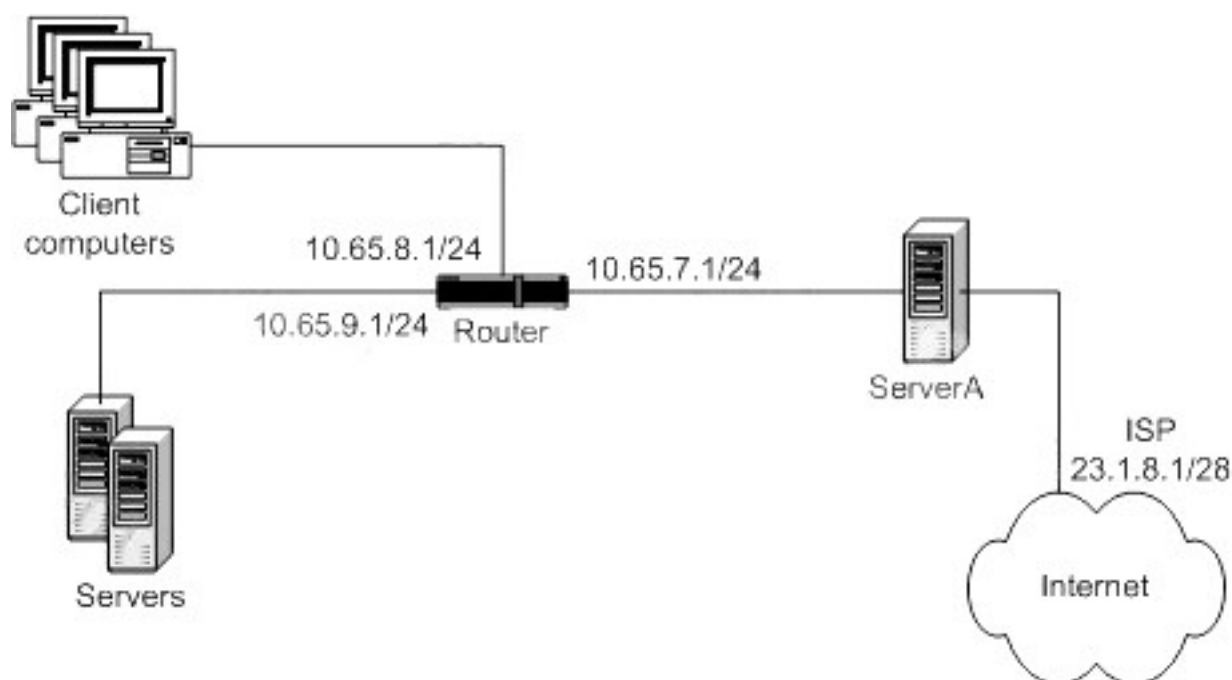 Client
computers
10.65.8.1/24
10.65.7.1/24
10.65.9.1/24
Router
ServerA
ISP
23.1.8.1/28
Internet
Servers